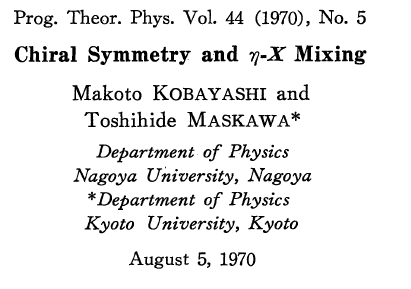 Prog. Theor. Phys. Vol. 44 (1970), No. 5
Chiral Symmetry and η-X Mixing
Makoto KOBAYASHI and
Toshihide MASKAWA*
Department of Physics
Nagoya University, Nagoya
*Department of Physics
Kyoto University, Kyoto
August 5, 1970